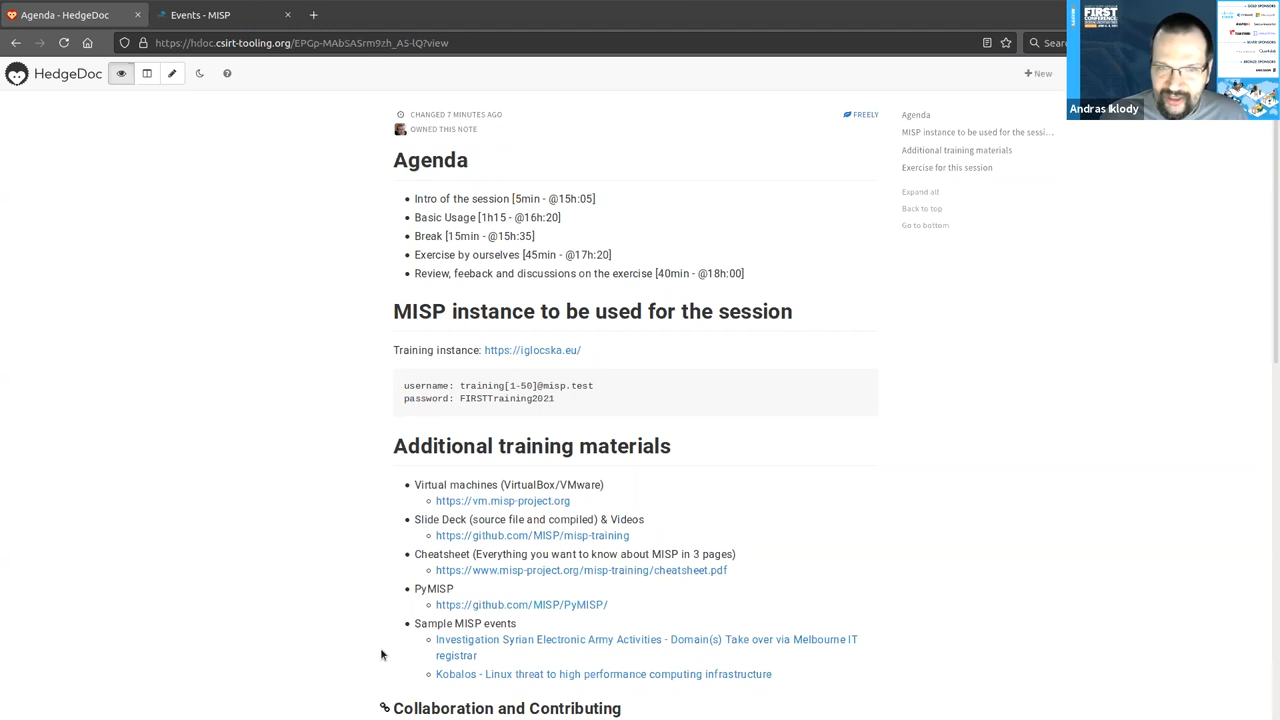 Agenda - HedgeDoc
Events - MISP
https://hdoc.csirt-tooling.org/EPGp-MABSArm9tr_AS-lQ?view
HedgeDoc
New
Andras Iklody
FIRST
CONFERENCE
CHANGED 7 MINUTES AGO
FREELY
OWNED THIS NOTE
Agenda
Intro of the session [5min - @15h:05]
Basic Usage [1h15 - @16h:20]
Break [15min - @15h:35]
Exercise by ourselves [45min - @17h:20]
Review, feeback and discussions on the exercise [40min - @18h:00]
MISP instance to be used for the session
Training instance: https://iglocska.eu/
username: training[1-50]@misp.test
password: FIRSTTraining2021
Additional training materials
Virtual machines (VirtualBox/VMware)
https://vm.misp-project.org
Slide Deck (source file and compiled) & Videos
https://github.com/MISP/misp-training
Cheatsheet (Everything you want to know about MISP in 3 pages)
https://www.misp-project.org/misp-training/cheatsheet.pdf
PyMISP
https://github.com/MISP/PyMISP/
Sample MISP events
Investigation Syrian Electronic Army Activities - Domain(s) Take over via Melbourne IT
registrar
Kobalos - Linux threat to high performance computing infrastructure
Collaboration and Contributing
Agenda
MISP instance to be used for the sessi...
Additional training materials
Exercise for this session
Expand all
Back to top
Go to bottom